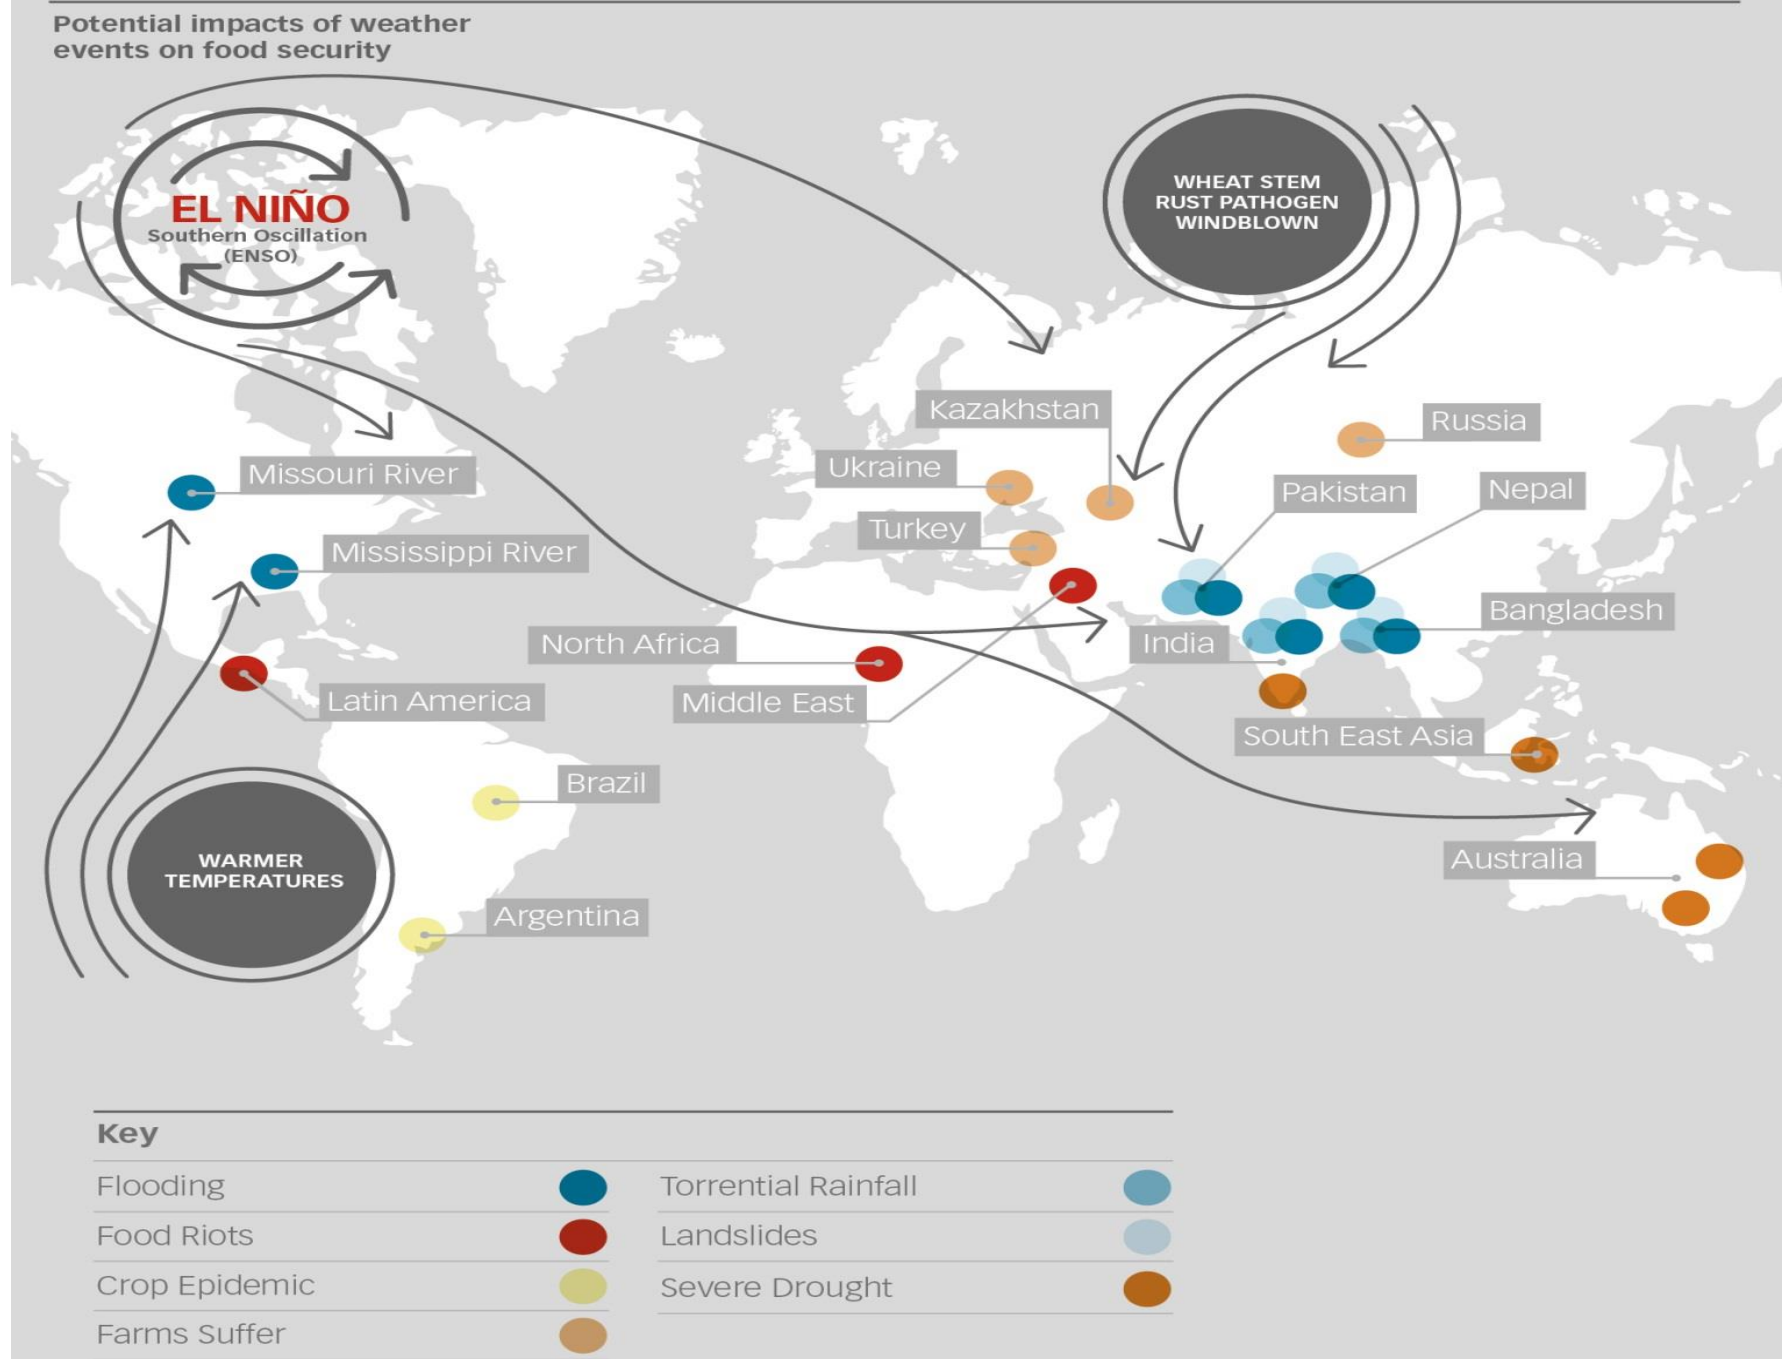 Potential impacts of weather
events on food security
EL NIÑO
Southern Oscillation
(ENSO)
WHEAT STEM
RUST PATHOGEN
WINDBLOWN
Kazakhstan
Russia
Ukraine
Missouri River
Pakistan
Nepal
Turkey
Mississippi River
Bangladesh
North Africa
India
Latin America
Middle East
South East Asia
Brazil
WARMER
TEMPERATURES
Australia
Argentina
Key
Flooding
Torrential Rainfall
Food Riots
Landslides
Crop Epidemic
Severe Drought
Farms Suffer